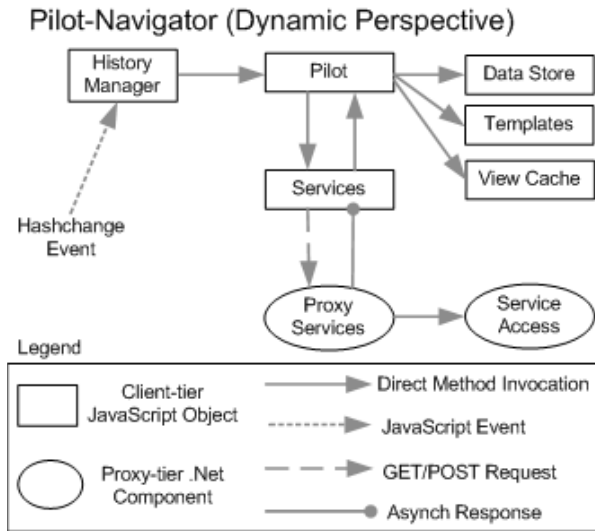 Pilot-Navigator (Dynamic Perspective)
History
Manager
Pilot
Data Store
Templates
View Cache
Services
Hashchange
Event
Proxy
Services
Service
Access
Legend
Client-tier
JavaScript Object
Direct Method Invocation
JavaScript Event
Proxy-tier .Net
Component
GET/POST Request
Asynch Response